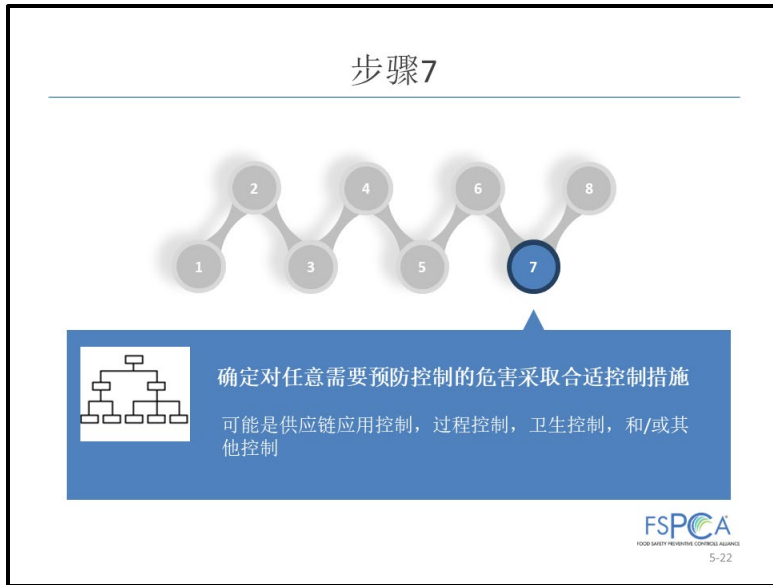 步骤7
2
4
6
8
1
3
5
7
确定对任意需要预防控制的危害采取合适控制措施
可能是供应链应用控制，过程控制，卫生控制，和/或其
他控制
FSPCA
FOOD SAFETY PREVENTIVE CONTROLS ALLIANCE
5-22